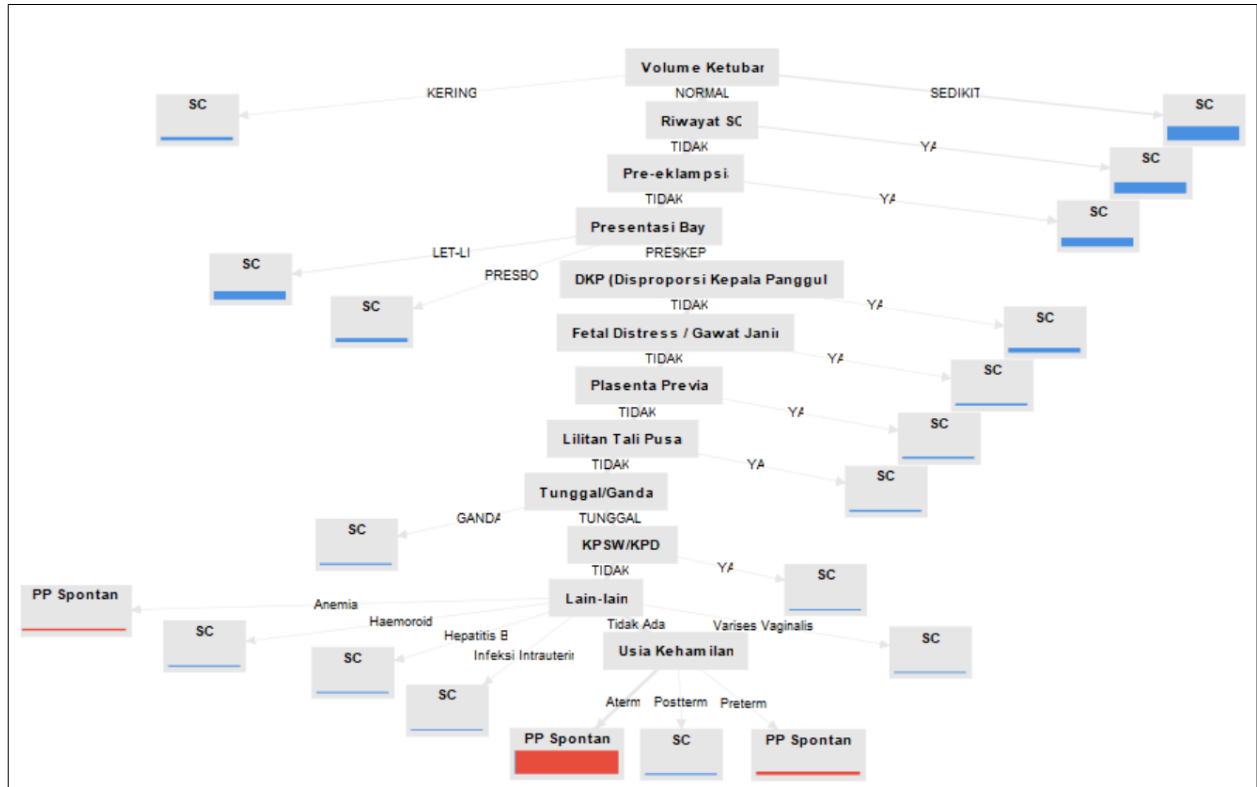 Volume Ketubar
KERING
NORMAL
SEDIKIT
SC
SC
Riwayat SC
TIDAK
YA
SC
Pre-eklampsi
TIDAK
YA
SC
Presentasi Bay
LET-LI
PRESBO
PRESKEP
SC
SC
DKP (Disproporsi Kepala Panggul
TIDAK
YA
SC
Fetal Distress / Gawat Janir
TIDAK
YA
SC
Plasenta Previa
TIDAK
YA
SC
Lilitan Tali Pusa
TIDAK
YA
SC
Tunggal/Ganda
GANDA
TUNGGAL
SC
KPSW/KPD
TIDAK
YA
SC
Lain-lain
PP Spontan
Anemia
Haemoroid
Hepatitis B
Infeksi Intrauterin
Tidak Ada
Varises Vaginalis
SC
SC
SC
SC
Usia Kehamilan
Aterm
Postterm
Preterm
PP Spontan
SC
PP Spontan